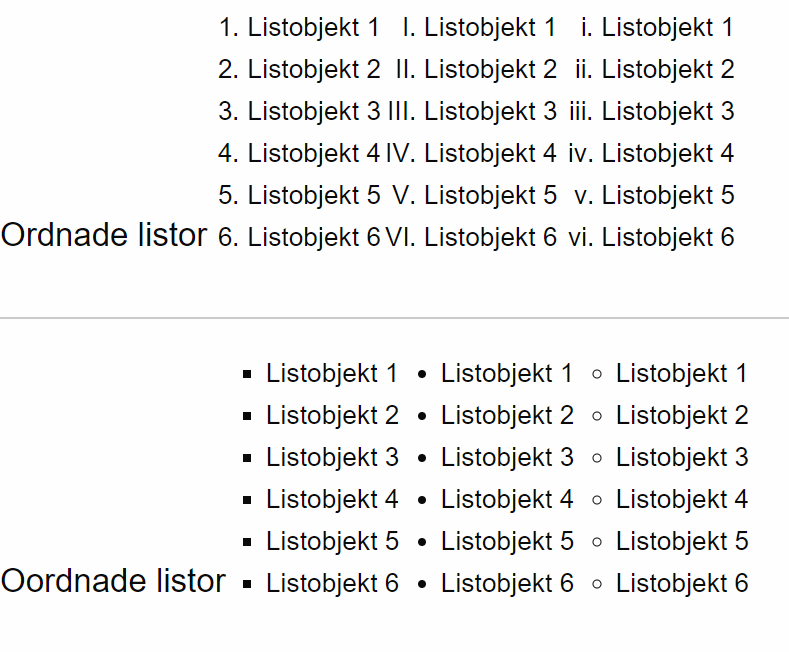 1. Listobjekt 1 I. Listobjekt 1 i. Listobjekt 1
2. Listobjekt 2 II. Listobjekt 2 ii. Listobjekt 2
3. Listobjekt 3 III. Listobjekt 3 iii. Listobjekt 3
4. Listobjekt 4 IV. Listobjekt 4 iv. Listobjekt 4
5. Listobjekt 5 V. Listobjekt 5 v. Listobjekt 5
Ordnade listor 6. Listobjekt 6 VI. Listobjekt 6 vi. Listobjekt 6
▪ Listobjekt 1 • Listobjekt 1 ◦ Listobjekt 1
▪ Listobjekt 2 • Listobjekt 2 ◦ Listobjekt 2
▪ Listobjekt 3 • Listobjekt 3 ◦ Listobjekt 3
▪ Listobjekt 4 • Listobjekt 4 ◦ Listobjekt 4
▪ Listobjekt 5 • Listobjekt 5 ◦ Listobjekt 5
Oordnade listor ▪ Listobjekt 6 • Listobjekt 6 ◦ Listobjekt 6